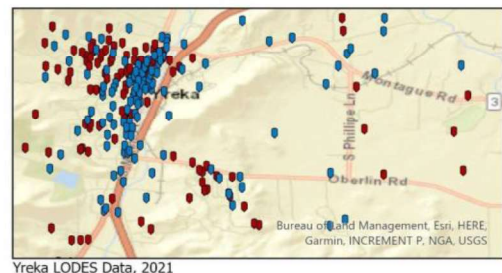 Montague Rd
3
Yreka
S Phillipe Ln
Oberlin Rd
Bureau of Land Management, Esri, HERE,
Garmin, INCREMENT P, NGA, USGS
Yreka LODES Data, 2021